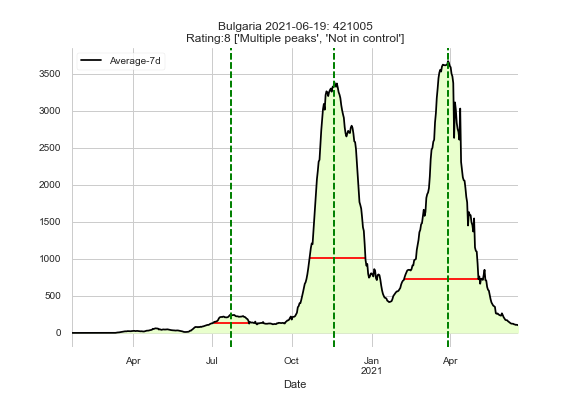 Bulgaria 2021-06-19: 421005
Rating:8 ['Multiple peaks', 'Not in control']
Average-7d
3500
3000
2500
2000
1500
1000
500
0
Apr
Jul
Oct
Jan
2021
Apr
Date